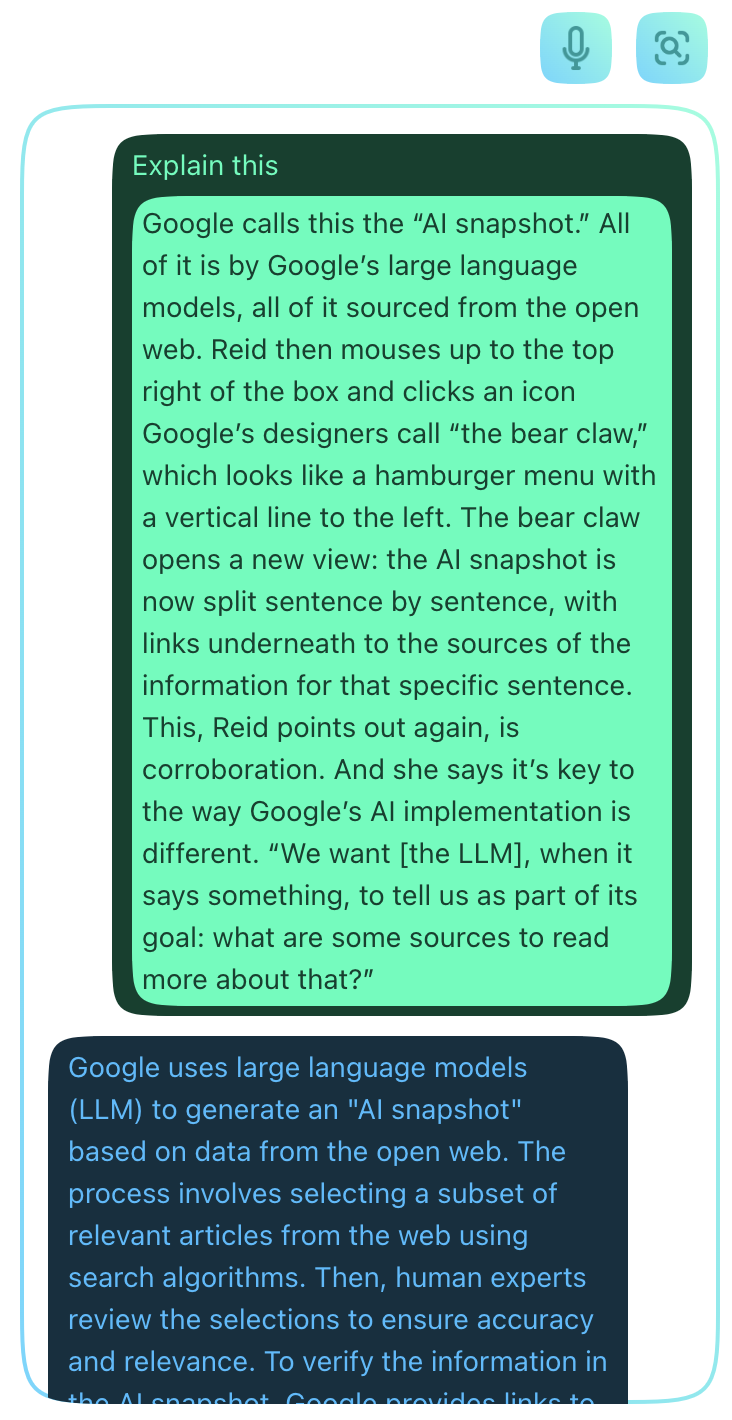 Explain this
Google calls this the “AI snapshot.” All
of it is by Google’s large language
models, all of it sourced from the open
web. Reid then mouses up to the top
right of the box and clicks an icon
Google’s designers call “the bear claw,”
which looks like a hamburger menu with
a vertical line to the left. The bear claw
opens a new view: the AI snapshot is
now split sentence by sentence, with
links underneath to the sources of the
information for that specific sentence.
This, Reid points out again, is
corroboration. And she says it’s key to
the way Google’s AI implementation is
different. “We want [the LLM], when it
says something, to tell us as part of its
goal: what are some sources to read
more about that?”
Google uses large language models
(LLM) to generate an "AI snapshot"
based on data from the open web. The
process involves selecting a subset of
relevant articles from the web using
search algorithms. Then, human experts
review the selections to ensure accuracy
and relevance. To verify the information in
the AI snapshot, Google provides links to